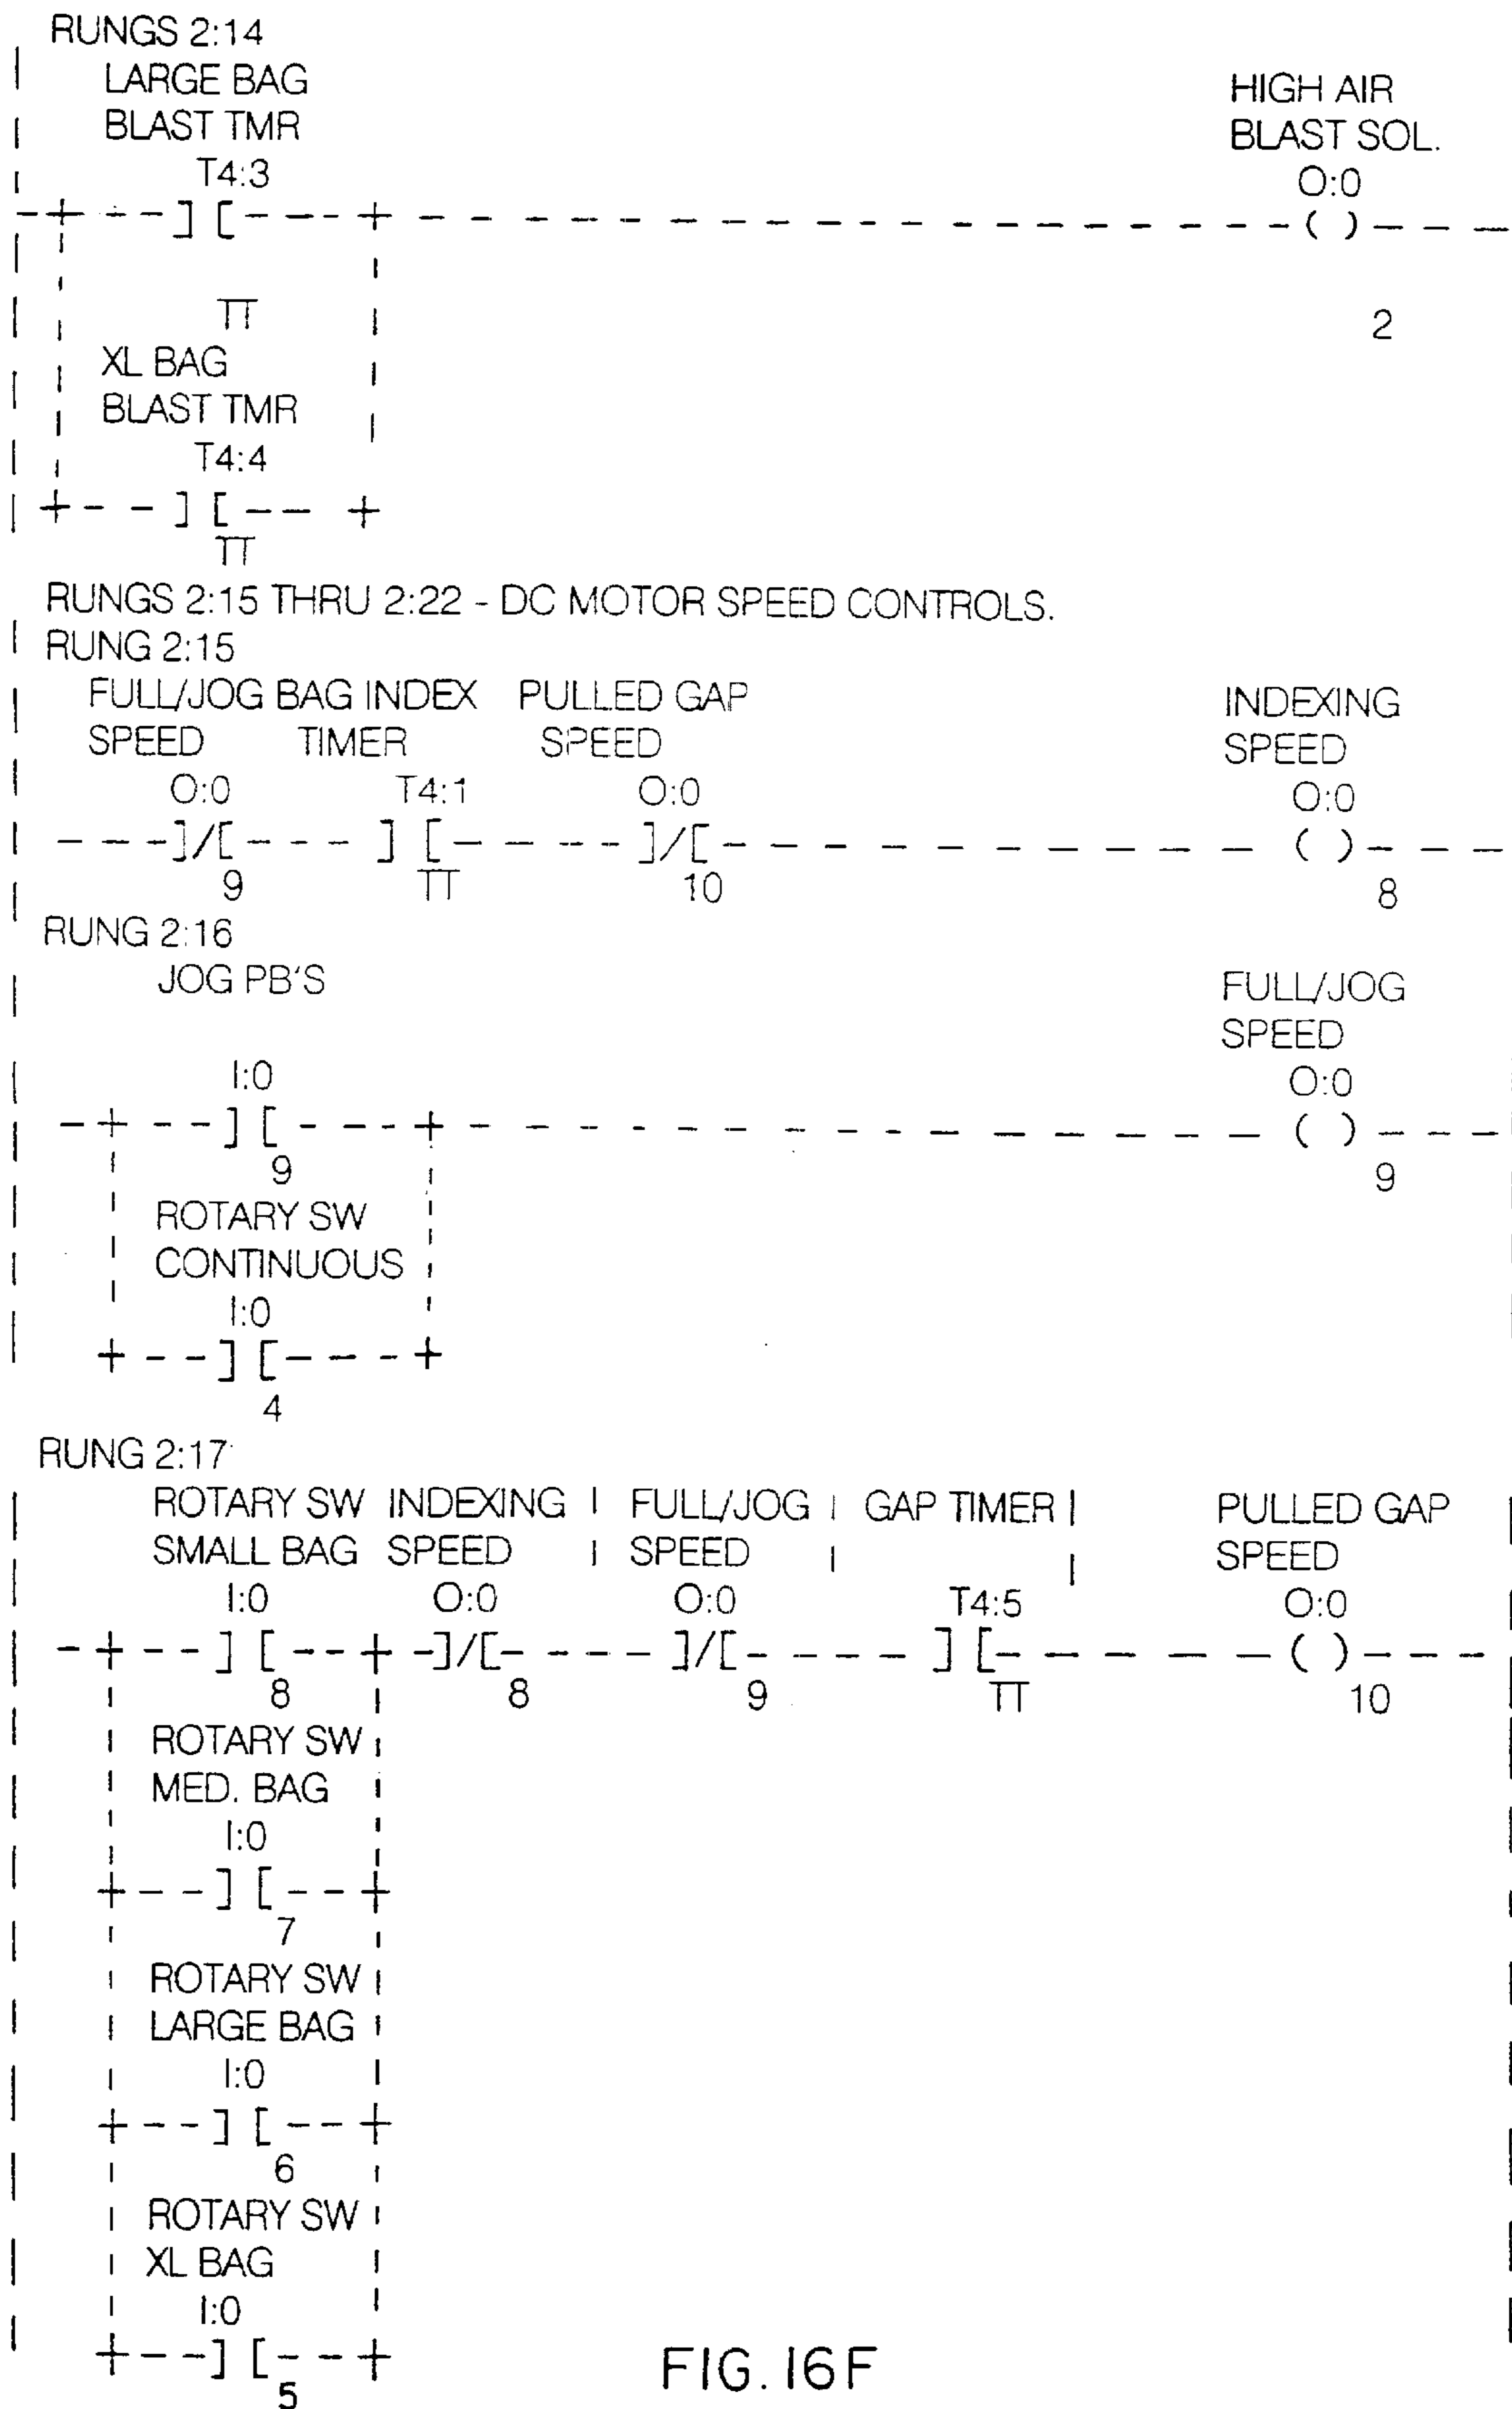 RUNGS 2:14
LARGE BAG
BLAST TMR
T4:3
HIGH AIR
BLAST SOL.
O:0
-+---] [----+---------------( )---
TT
2
XL BAG
BLAST TMR
T4:4
+---] [---+
TT
RUNGS 2:15 THRU 2:22 - DC MOTOR SPEED CONTROLS.
RUNG 2:15
FULL/JOG BAG INDEX PULLED GAP INDEXING
SPEED TIMER SPEED SPEED
O:0 T4:1 O:0 O:0
----]/[---- ] [-----]/[------------( )---
9 TT 10 8
RUNG 2:16
JOG PB'S
FULL/JOG
SPEED
I:0 O:0
-+---] [----+----------------( )---
9 9
ROTARY SW
CONTINUOUS
I:0
+---] [----+
4
RUNG 2:17
ROTARY SW INDEXING | FULL/JOG | GAP TIMER | PULLED GAP
SMALL BAG SPEED | SPEED | | SPEED
I:0 O:0 O:0 T4:5 O:0
-+---] [---+-]/[-----]/[-----] [------( )---
8 8 9 TT 10
ROTARY SW
MED. BAG
I:0
+---] [---+
7
ROTARY SW
LARGE BAG
I:0
+---] [---+
6
ROTARY SW
XL BAG
I:0
+---] [---+
5
FIG. 16F